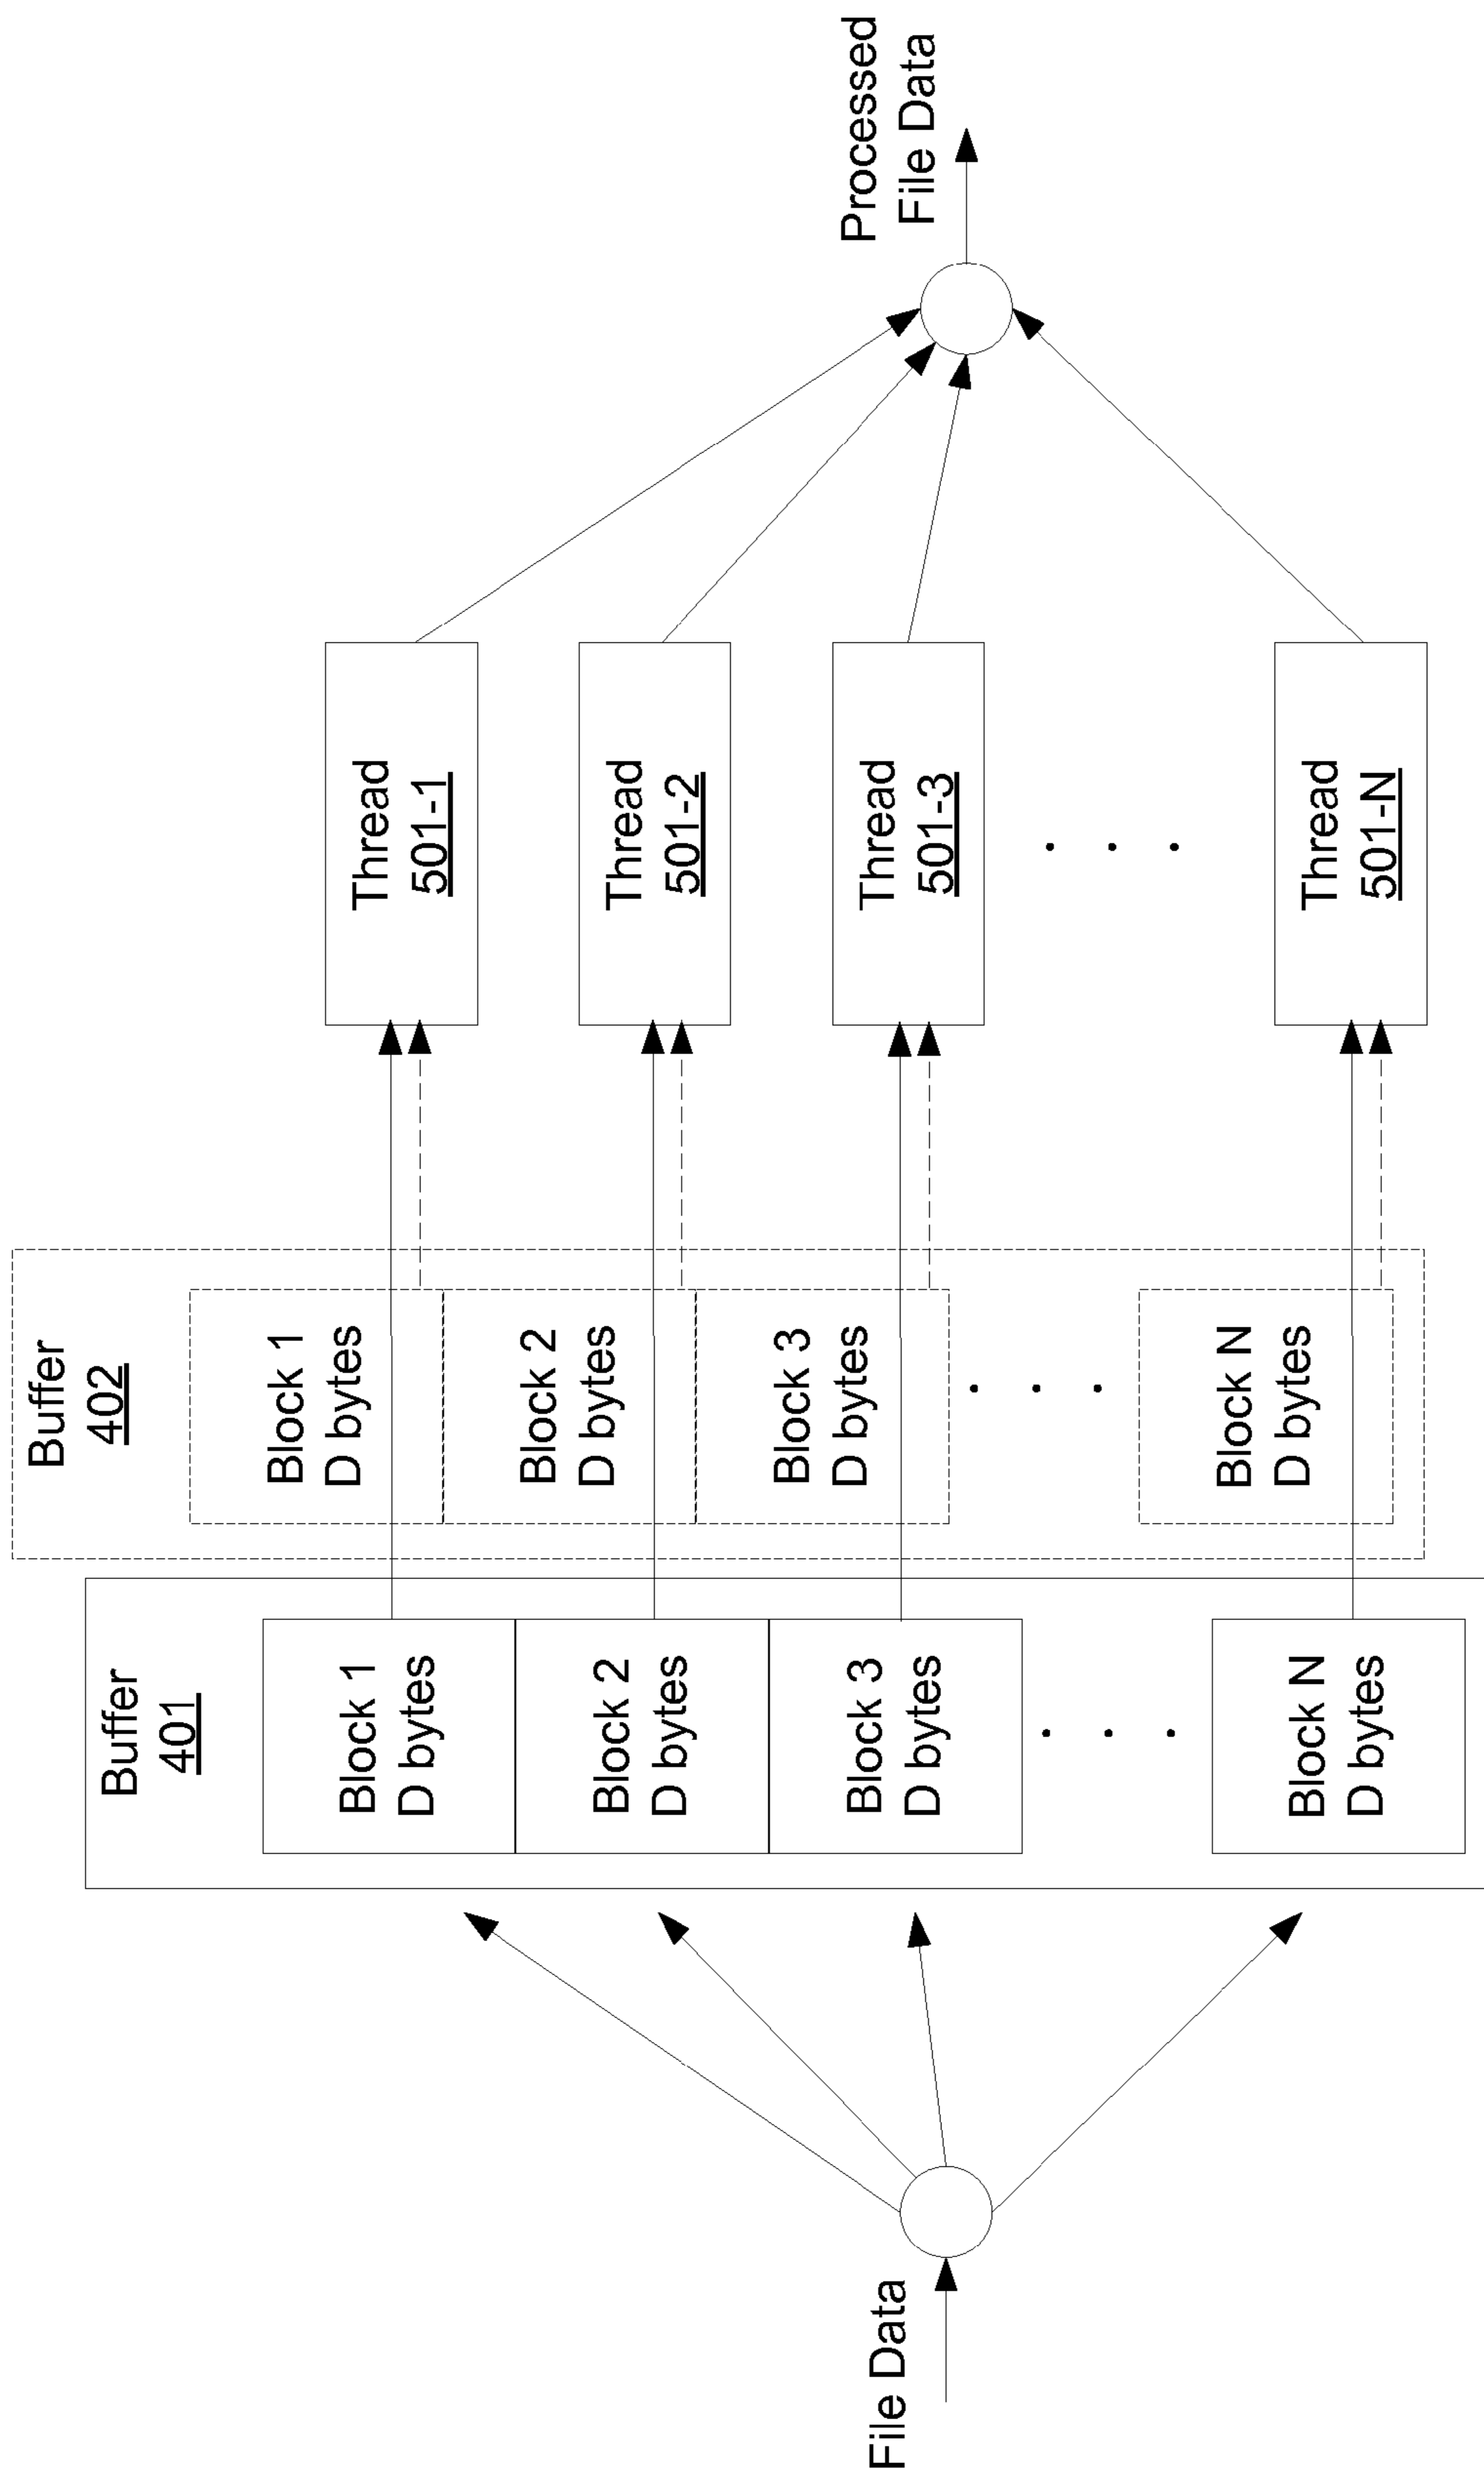 File Data
Buffer
401
Block 1
D bytes
Block 2
D bytes
Block 3
D bytes
Block N
D bytes
Buffer
402
Block 1
D bytes
Block 2
D bytes
Block 3
D bytes
Block N
D bytes
Thread
501-1
Thread
501-2
Thread
501-3
Thread
501-N
Processed
File Data